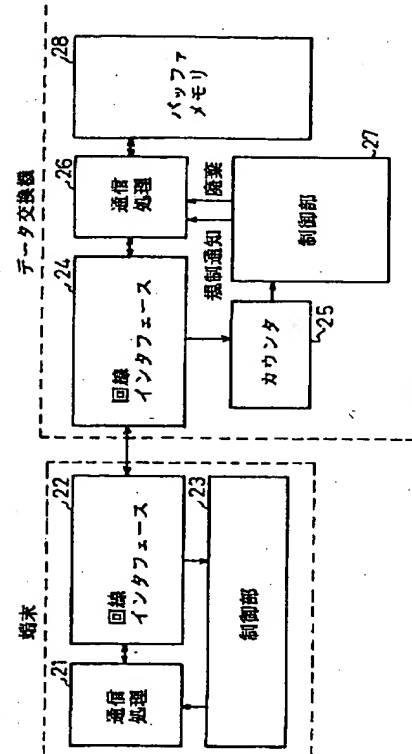 端末
21
通信
処理
22
回線
インタフェース
23
制御部
データ交換機
24
回線
インタフェース
カウンタ
25
26
通信
処理
規制通知
廃棄
制御部
27
28
バッファ
メモリ